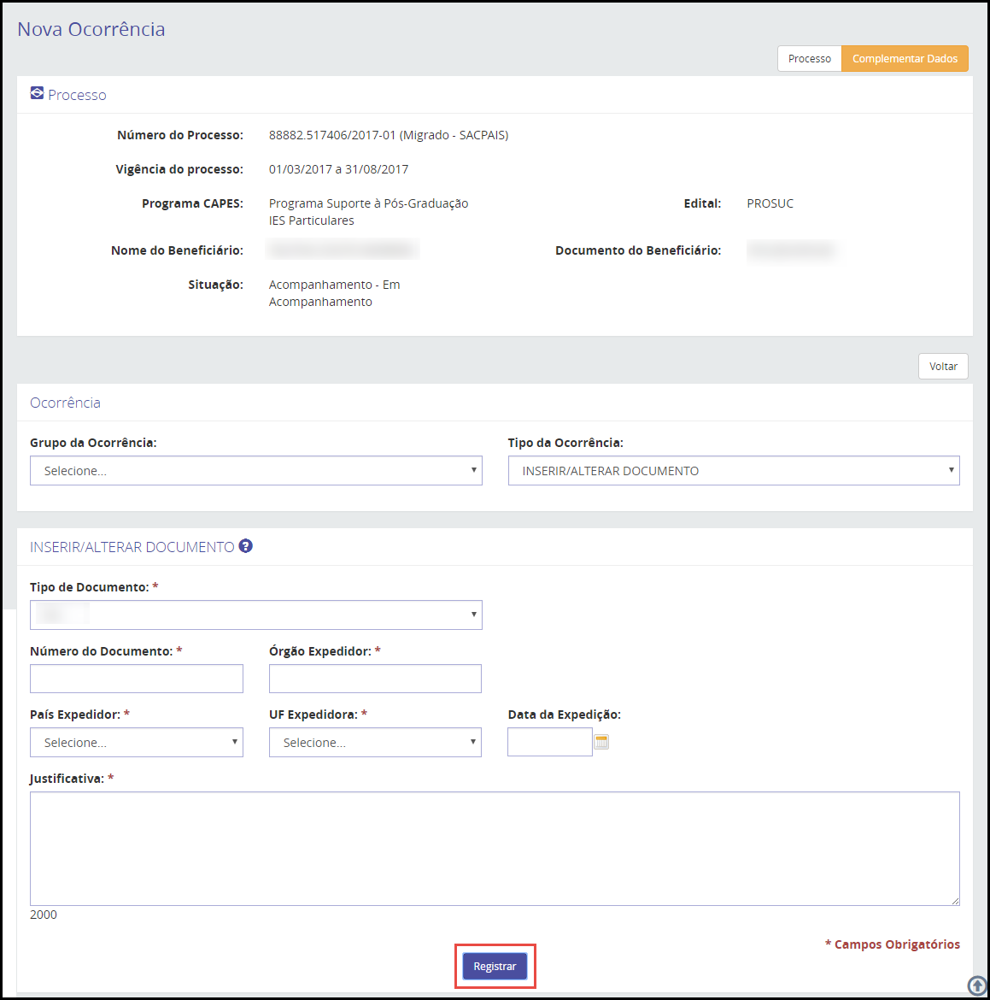 Nova Ocorrência
Processo
Complementar Dados
Processo
Número do Processo: 88882.517406/2017-01 (Migrado - SACPAIS)
Vigência do processo: 01/03/2017 a 31/08/2017
Programa CAPES: Programa Suporte à Pós-Graduação
IES Particulares
Edital: PROSUC
Nome do Beneficiário:
Documento do Beneficiário:
Situação: Acompanhamento - Em
Acompanhamento
Voltar
Ocorrência
Grupo da Ocorrência:
Selecione...
Tipo da Ocorrência:
INSERIR/ALTERAR DOCUMENTO
INSERIR/ALTERAR DOCUMENTO ?
Tipo de Documento: *
Número do Documento: *
Órgão Expedidor: *
País Expedidor: *
Selecione...
UF Expedidora: *
Selecione...
Data da Expedição:
Justificativa: *
2000
* Campos Obrigatórios
Registrar